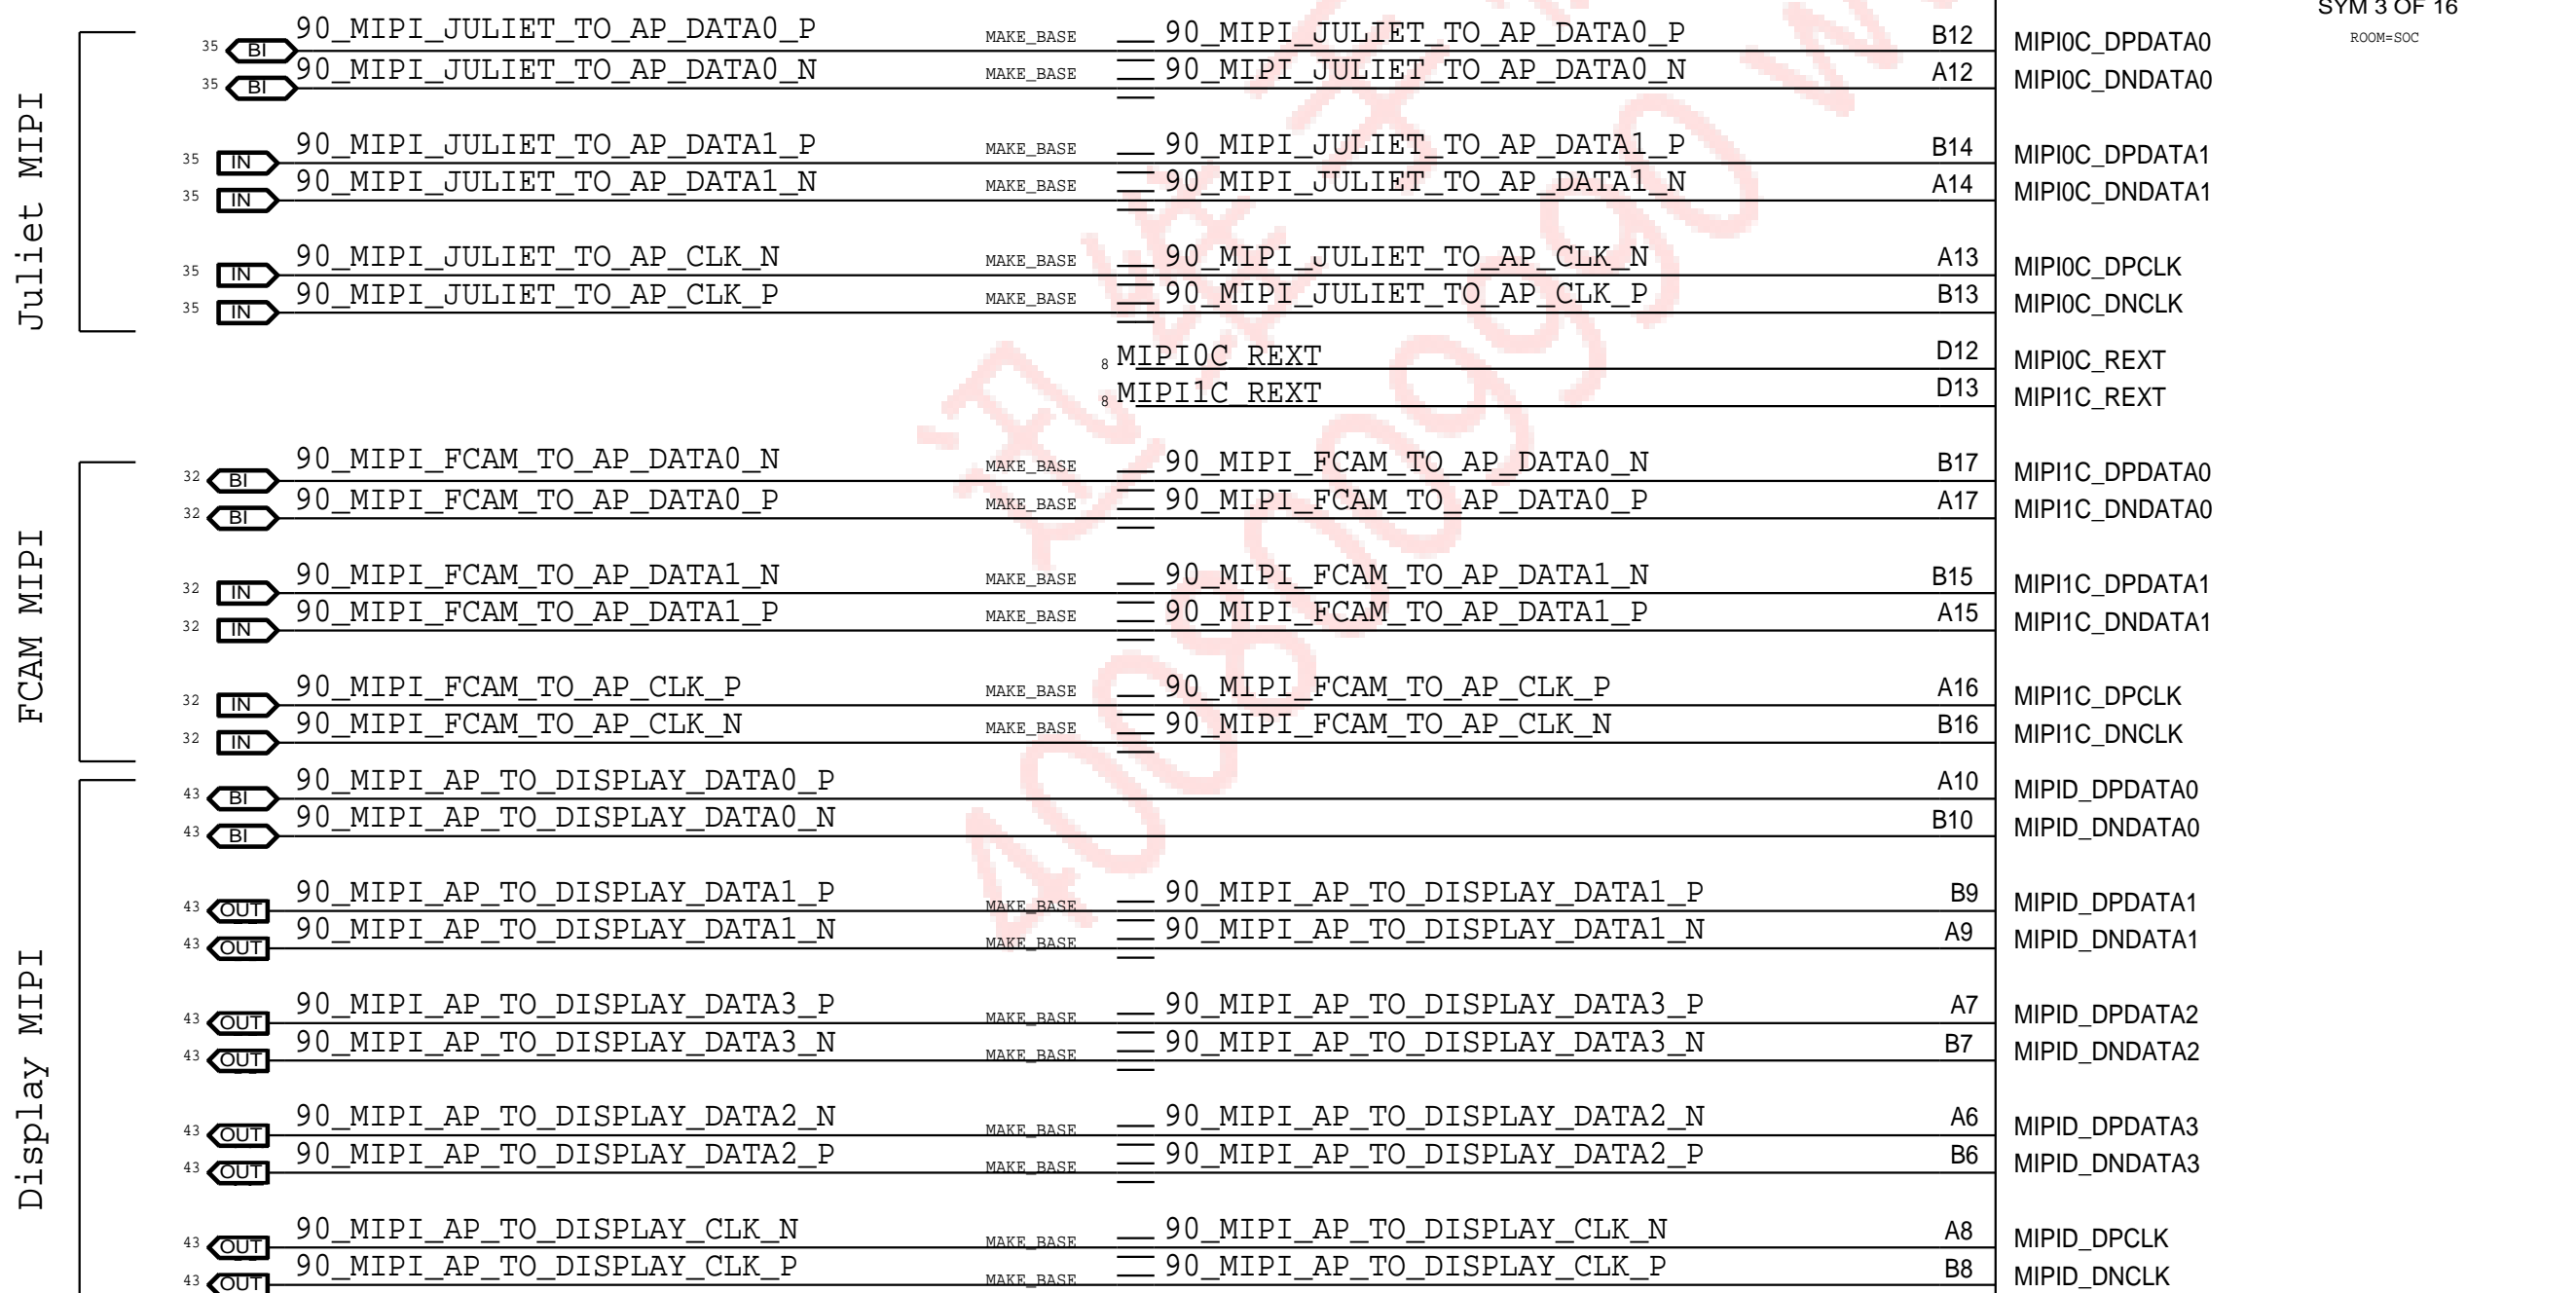 SYM 3 OF 16
ROOM=SOC
Juliet MIPI
35 BI 90_MIPI_JULIET_TO_AP_DATA0_P MAKE_BASE 90_MIPI_JULIET_TO_AP_DATA0_P B12 MIPI0C_DPDATA0
35 BI 90_MIPI_JULIET_TO_AP_DATA0_N MAKE_BASE 90_MIPI_JULIET_TO_AP_DATA0_N A12 MIPI0C_DNDATA0
35 IN 90_MIPI_JULIET_TO_AP_DATA1_P MAKE_BASE 90_MIPI_JULIET_TO_AP_DATA1_P B14 MIPI0C_DPDATA1
35 IN 90_MIPI_JULIET_TO_AP_DATA1_N MAKE_BASE 90_MIPI_JULIET_TO_AP_DATA1_N A14 MIPI0C_DNDATA1
35 IN 90_MIPI_JULIET_TO_AP_CLK_N MAKE_BASE 90_MIPI_JULIET_TO_AP_CLK_N A13 MIPI0C_DPCLK
35 IN 90_MIPI_JULIET_TO_AP_CLK_P MAKE_BASE 90_MIPI_JULIET_TO_AP_CLK_P B13 MIPI0C_DNCLK
8 MIPI0C_REXT D12 MIPI0C_REXT
8 MIPI1C_REXT D13 MIPI1C_REXT
FCAM MIPI
32 BI 90_MIPI_FCAM_TO_AP_DATA0_N MAKE_BASE 90_MIPI_FCAM_TO_AP_DATA0_N B17 MIPI1C_DPDATA0
32 BI 90_MIPI_FCAM_TO_AP_DATA0_P MAKE_BASE 90_MIPI_FCAM_TO_AP_DATA0_P A17 MIPI1C_DNDATA0
32 IN 90_MIPI_FCAM_TO_AP_DATA1_N MAKE_BASE 90_MIPI_FCAM_TO_AP_DATA1_N B15 MIPI1C_DPDATA1
32 IN 90_MIPI_FCAM_TO_AP_DATA1_P MAKE_BASE 90_MIPI_FCAM_TO_AP_DATA1_P A15 MIPI1C_DNDATA1
32 IN 90_MIPI_FCAM_TO_AP_CLK_P MAKE_BASE 90_MIPI_FCAM_TO_AP_CLK_P A16 MIPI1C_DPCLK
32 IN 90_MIPI_FCAM_TO_AP_CLK_N MAKE_BASE 90_MIPI_FCAM_TO_AP_CLK_N B16 MIPI1C_DNCLK
Display MIPI
43 BI 90_MIPI_AP_TO_DISPLAY_DATA0_P A10 MIPID_DPDATA0
43 BI 90_MIPI_AP_TO_DISPLAY_DATA0_N B10 MIPID_DNDATA0
43 OUT 90_MIPI_AP_TO_DISPLAY_DATA1_P MAKE_BASE 90_MIPI_AP_TO_DISPLAY_DATA1_P B9 MIPID_DPDATA1
43 OUT 90_MIPI_AP_TO_DISPLAY_DATA1_N MAKE_BASE 90_MIPI_AP_TO_DISPLAY_DATA1_N A9 MIPID_DNDATA1
43 OUT 90_MIPI_AP_TO_DISPLAY_DATA3_P MAKE_BASE 90_MIPI_AP_TO_DISPLAY_DATA3_P A7 MIPID_DPDATA2
43 OUT 90_MIPI_AP_TO_DISPLAY_DATA3_N MAKE_BASE 90_MIPI_AP_TO_DISPLAY_DATA3_N B7 MIPID_DNDATA2
43 OUT 90_MIPI_AP_TO_DISPLAY_DATA2_N MAKE_BASE 90_MIPI_AP_TO_DISPLAY_DATA2_N A6 MIPID_DPDATA3
43 OUT 90_MIPI_AP_TO_DISPLAY_DATA2_P MAKE_BASE 90_MIPI_AP_TO_DISPLAY_DATA2_P B6 MIPID_DNDATA3
43 OUT 90_MIPI_AP_TO_DISPLAY_CLK_N MAKE_BASE 90_MIPI_AP_TO_DISPLAY_CLK_N A8 MIPID_DPCLK
43 OUT 90_MIPI_AP_TO_DISPLAY_CLK_P MAKE_BASE 90_MIPI_AP_TO_DISPLAY_CLK_P B8 MIPID_DNCLK
迅维
4008009990